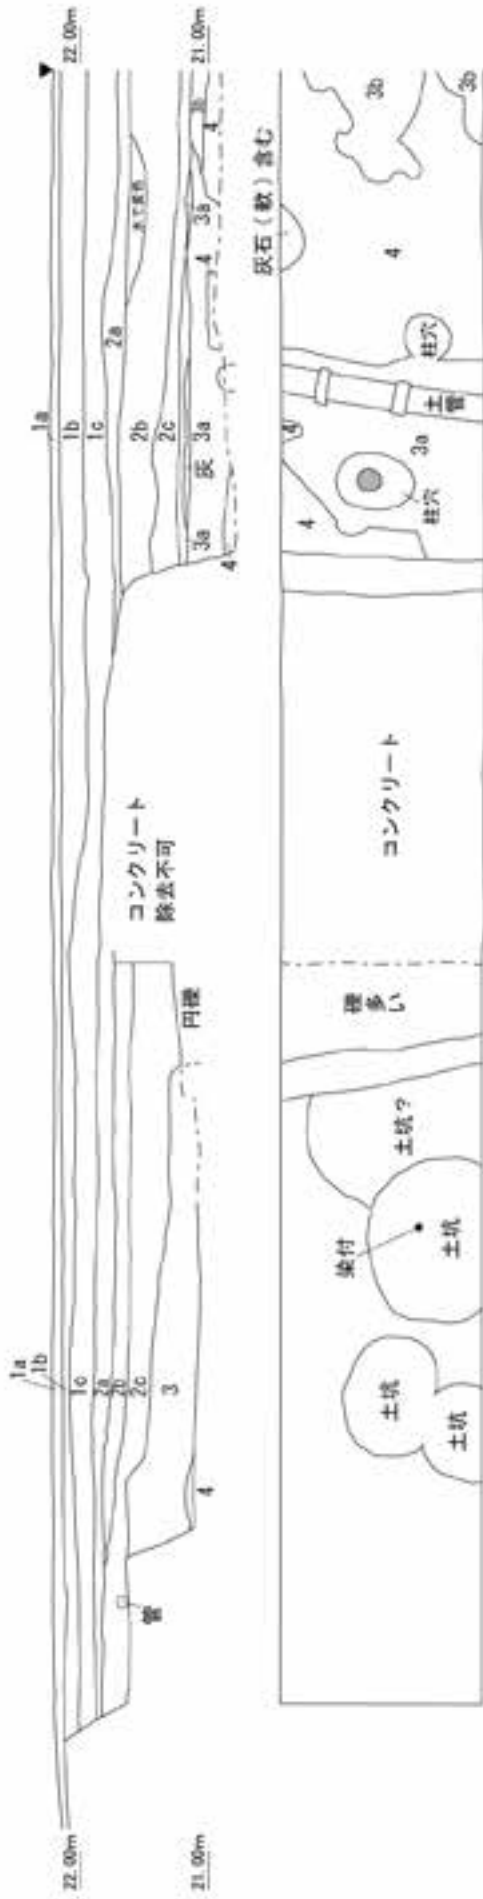 22.00m
21.00m
管
1a
1b
1c
2a
2b
2c
3
4
円礫
コンクリート
除去不可
1a
1b
1c
2a
2b
2c
3a
灰
3a
4
3a
4
3b
4
22.00m
21.00m
土坑
土坑
染付
土坑
土坑?
礫多い
コンクリート
4
4
柱穴
3a
土管
柱穴
灰石(軟)含む
4
3b
3b